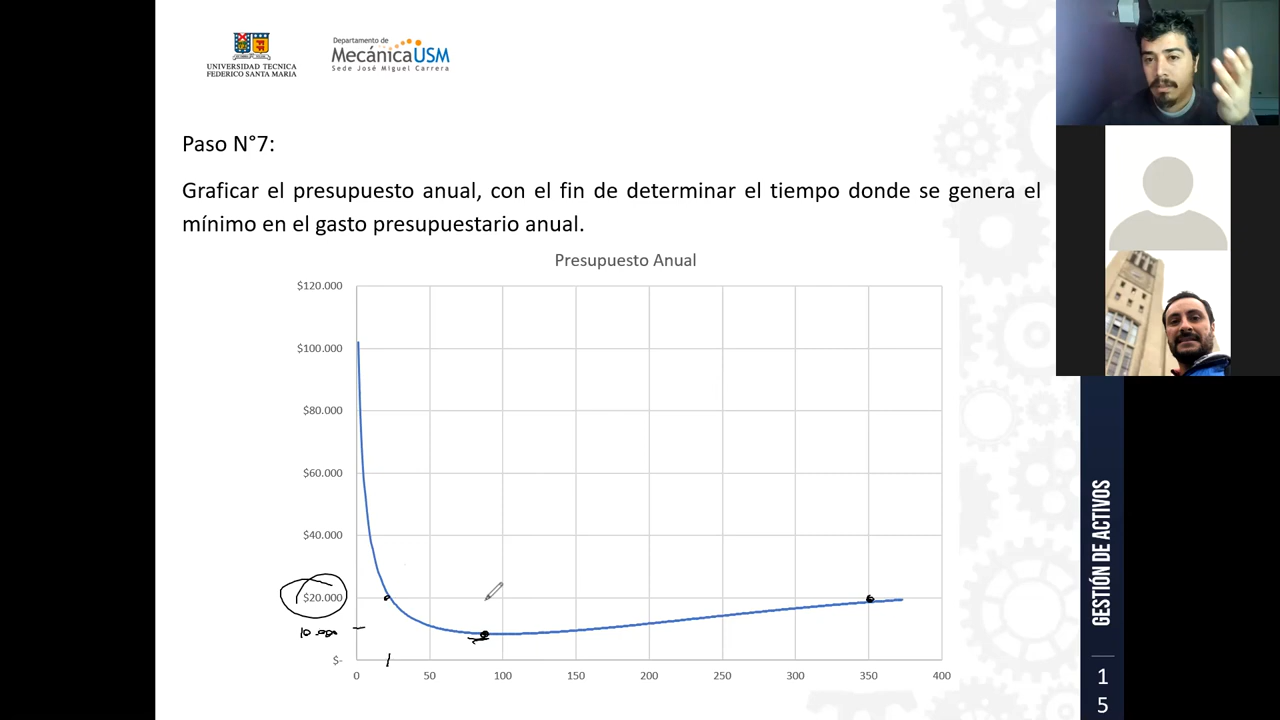 UNIVERSIDAD TECNICA
FEDERICO SANTA MARIA
Departamento de
MecánicaUSM
Sede José Miguel Carrera
Paso N°7:
Graficar el presupuesto anual, con el fin de determinar el tiempo donde se genera el
mínimo en el gasto presupuestario anual.
Presupuesto Anual
$120.000
$100.000
$80.000
$60.000
$40.000
$20.000
10.000
$-
0 50 100 150 200 250 300 350 400
GESTIÓN DE ACTIVOS
1
5